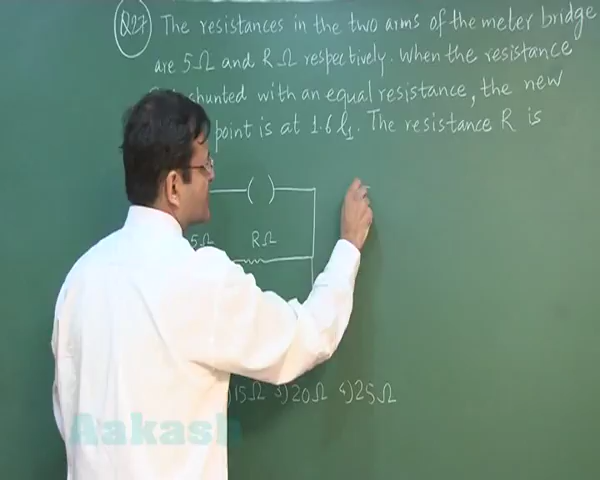 Q27 The resistances in the two arms of the meter bridge
are 5Ω and RΩ respectively. When the resistance
shunted with an equal resistance, the new
point is at 1.6 l₁. The resistance R is
( )
5Ω RΩ
)15Ω 3)20Ω 4)25Ω
Aakash